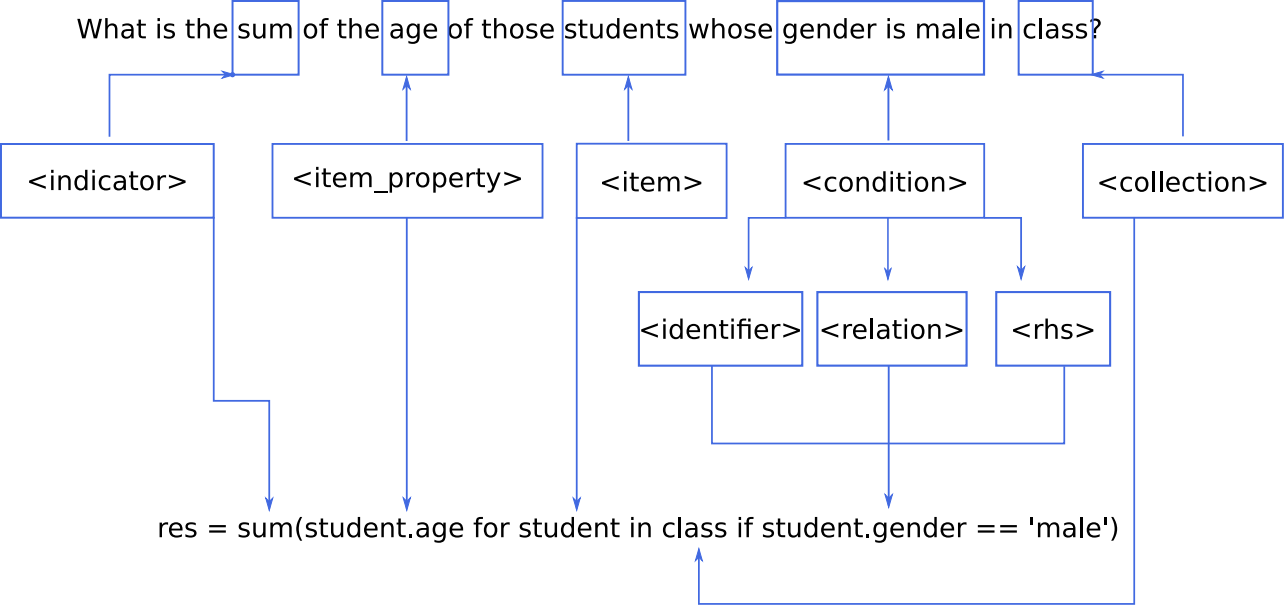 What is the sum of the age of those students whose gender is male in class?
<indicator> <item_property> <item> <condition> <collection>
<identifier> <relation> <rhs>
res = sum(student.age for student in class if student.gender == 'male')